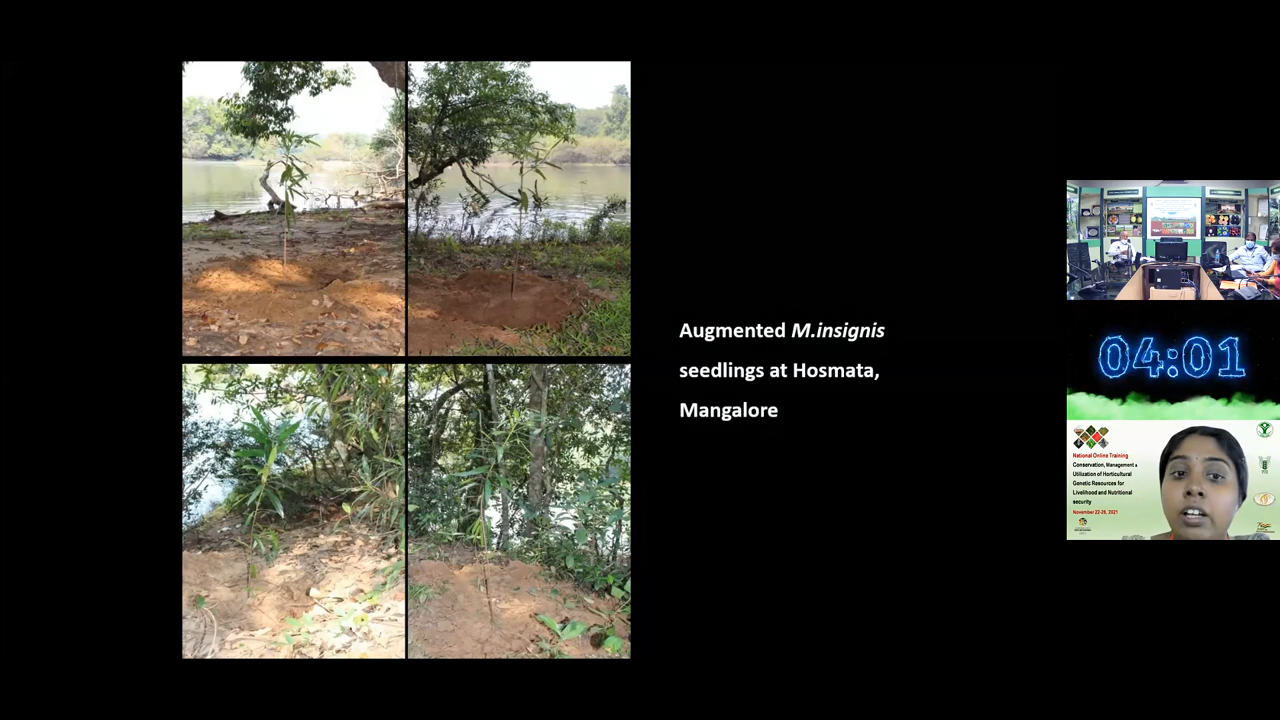 Augmented M.insignis
seedlings at Hosmata,
Mangalore
04:01
National Online Training
Conservation, Management &
Utilization of Horticultural
Genetic Resources for
Livelihood and Nutritional
security
November 22-26, 2021